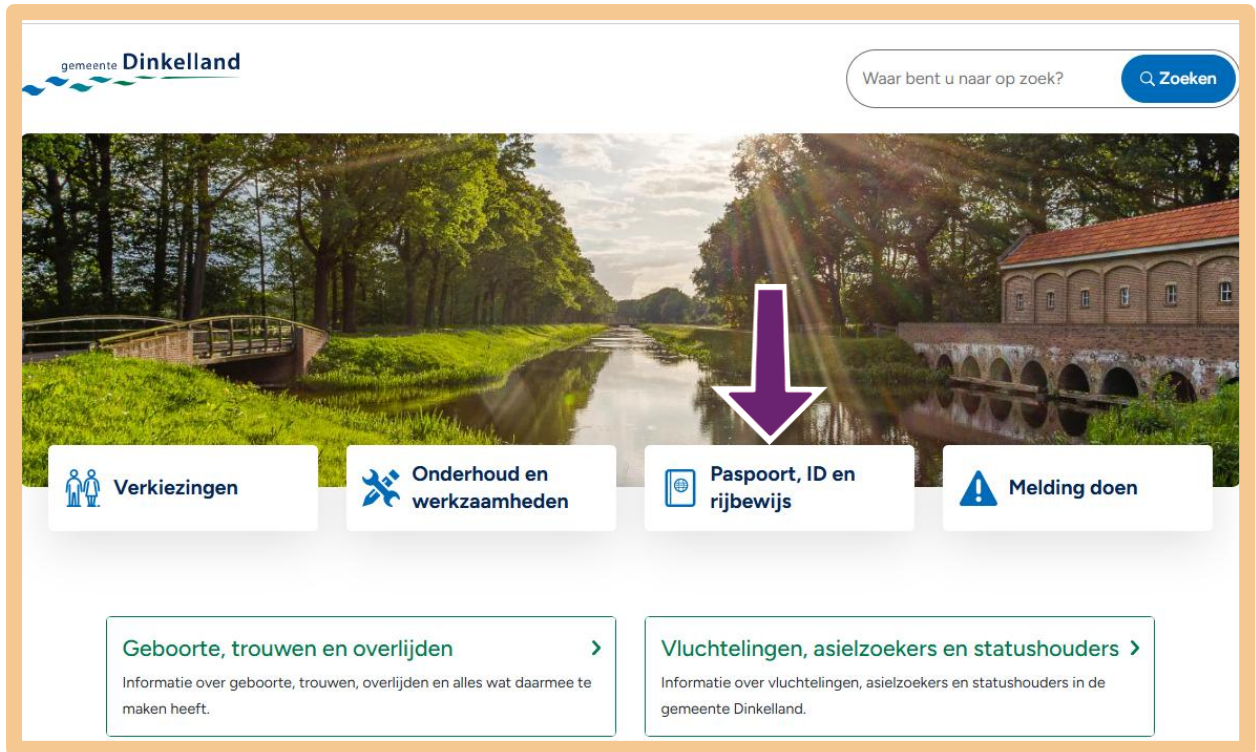 gemeente Dinkelland
Waar bent u naar op zoek?
Zoeken
Verkiezingen
Onderhoud en
werkzaamheden
Paspoort, ID en
rijbewijs
Melding doen
Geboorte, trouwen en overlijden
Informatie over geboorte, trouwen, overlijden en alles wat daarmee te
maken heeft.
Vluchtelingen, asielzoekers en statushouders
Informatie over vluchtelingen, asielzoekers en statushouders in de
gemeente Dinkelland.